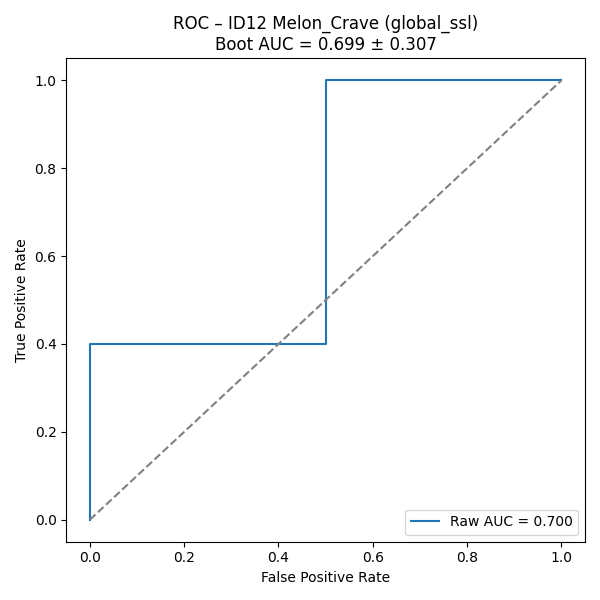 ROC – ID12 Melon_Crave (global_ssl)
Boot AUC = 0.699 ± 0.307
True Positive Rate
1.0
0.8
0.6
0.4
0.2
0.0
Raw AUC = 0.700
0.0 0.2 0.4 0.6 0.8 1.0
False Positive Rate